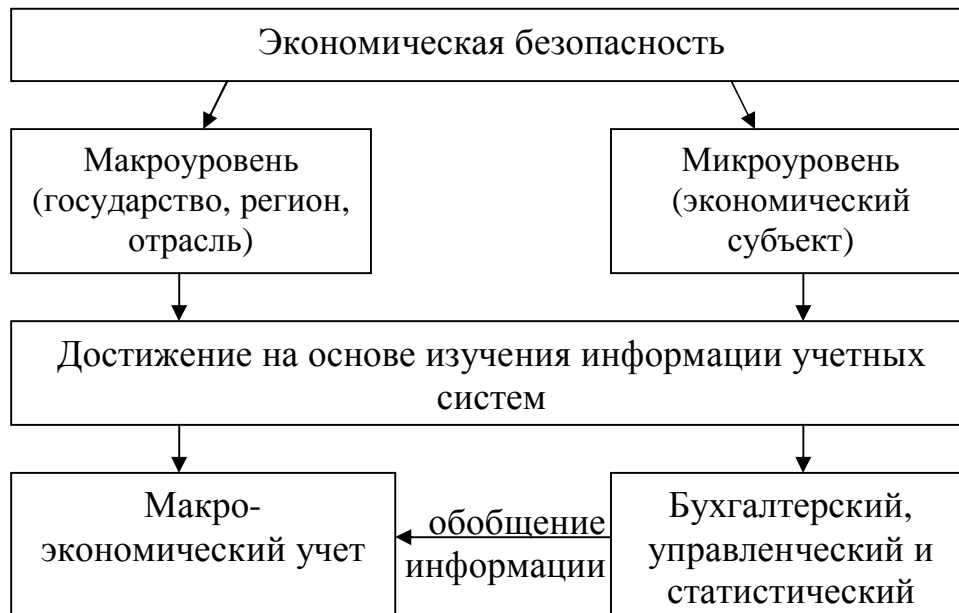 Экономическая безопасность
Макроуровень
(государство, регион,
отрасль)
Микроуровень
(экономический
субъект)
Достижение на основе изучения информации учетных
систем
Макро-
экономический учет
обобщение
информации
Бухгалтерский,
управленческий и
статистический